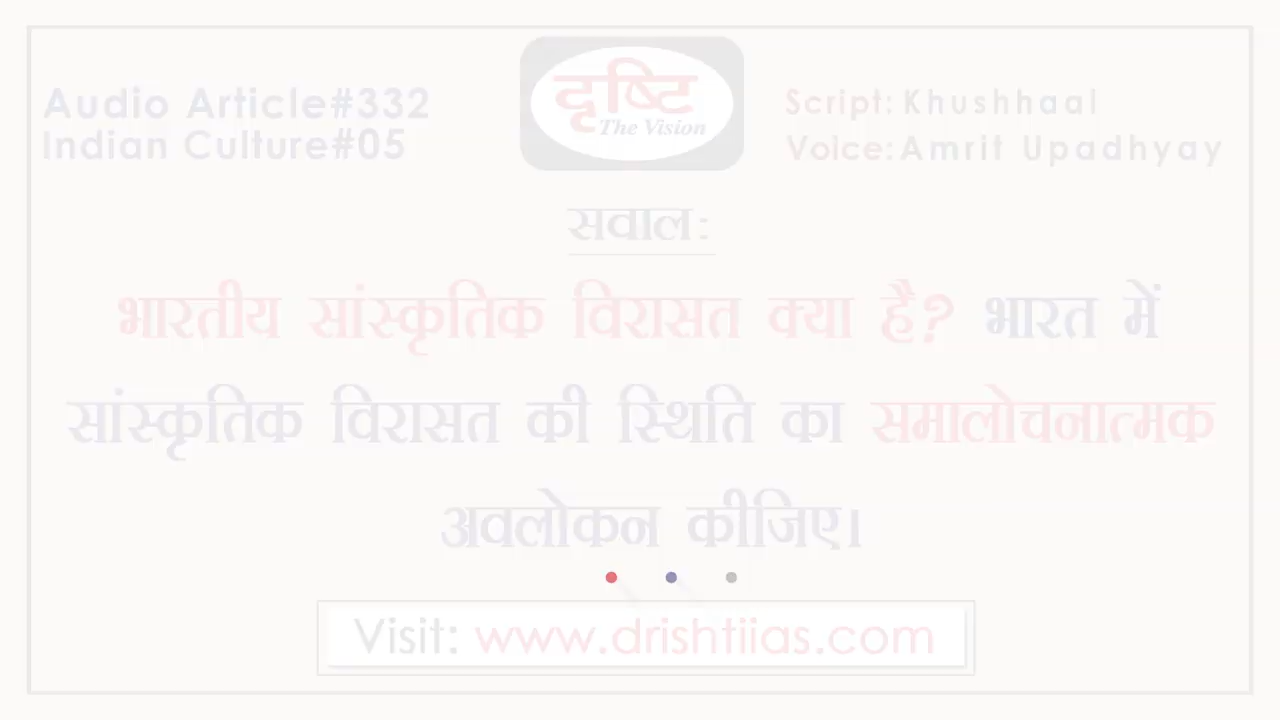 Audio Article#332
Indian Culture#05
दृष्टि
The Vision
Script: Khushhaal
Voice: Amrit Upadhyay
सवाल:
भारतीय सांस्कृतिक विरासत क्या है? भारत में
सांस्कृतिक विरासत की स्थिति का समालोचनात्मक
अवलोकन कीजिए।
Visit: www.drishtiias.com